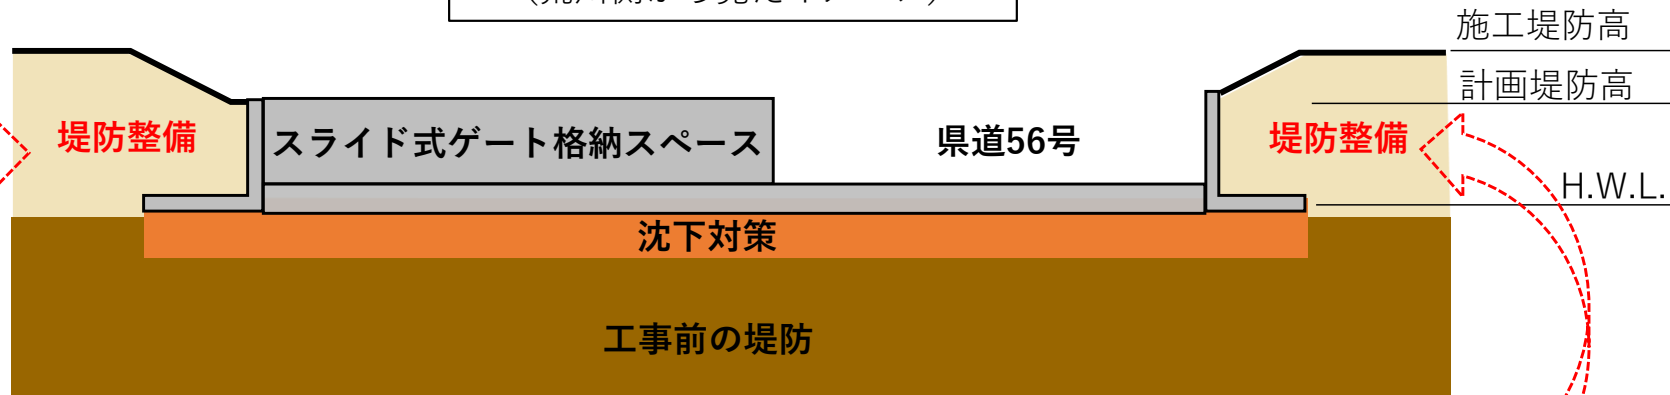 施工堤防高
計画堤防高
堤防整備
スライド式ゲート格納スペース
県道56号
堤防整備
H.W.L.
沈下対策
工事前の堤防